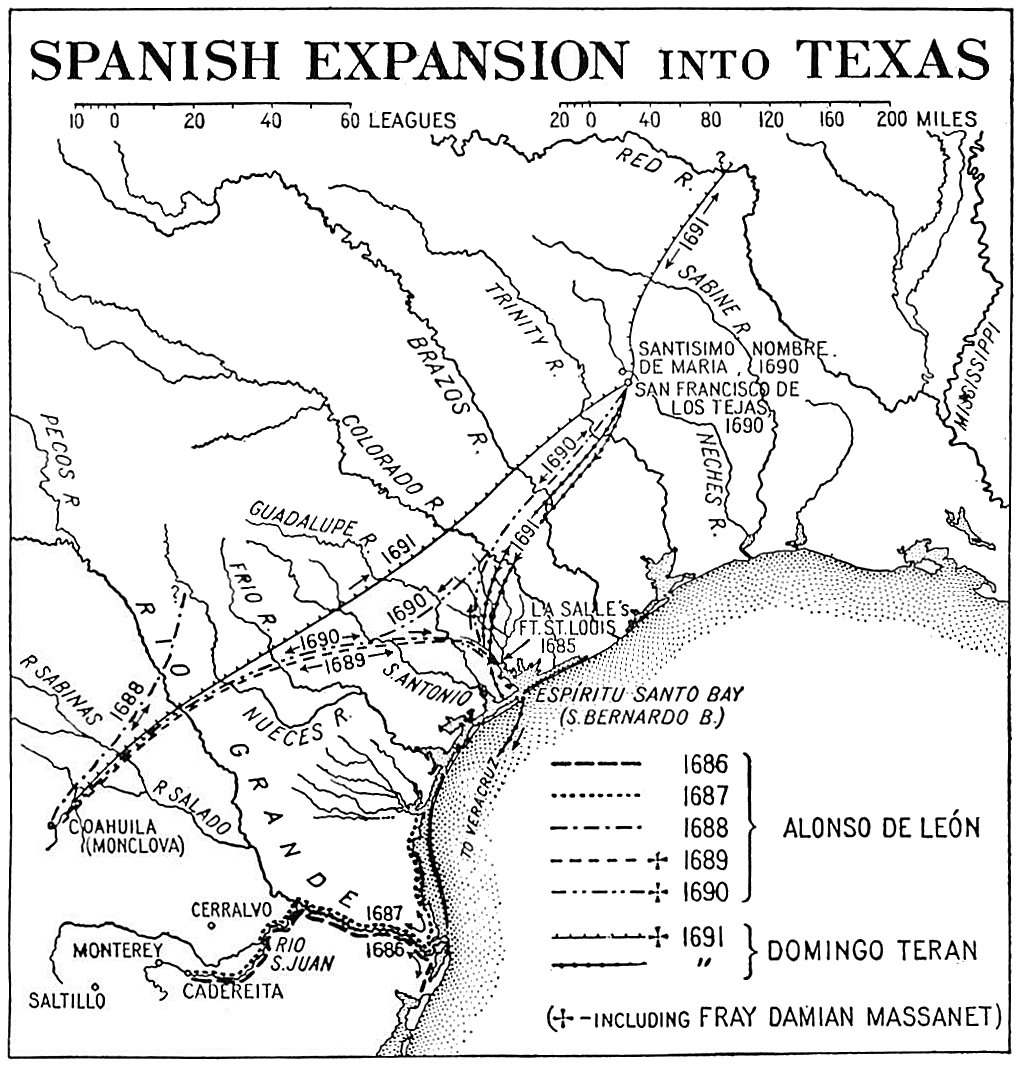 SPANISH EXPANSION INTO TEXAS
10 0 20 40 60 LEAGUES
20 0 40 80 120 160 200 MILES
RED R.
?
1691
SABINE R.
TRINITY R.
BRAZOS R.
SANTISIMO NOMBRE
DE MARIA, 1690
SAN FRANCISCO DE
LOS TEJAS,
1690
MISSISSIPPI
PECOS R.
COLORADO R.
NECHES R.
1690
GUADALUPE R.
1691
1691
FRIO R.
?
1690
LA SALLE'S
FT. ST. LOUIS
1685
RIO GRANDE
1690
1689
S. ANTONIO
R SABINAS
1688
NUECES R.
ESPÍRITU SANTO BAY
(S. BERNARDO B.)
R SALADO
TO VERACRUZ
COAHUILA
(MONCLOVA)
1686
1687
1688
1689
1690
ALONSO DE LEÓN
1691
"
DOMINGO TERAN
(✢-INCLUDING FRAY DAMIAN MASSANET)
CERRALVO
1687
1686
MONTEREY
RIO
S. JUAN
CADEREITA
SALTILLO